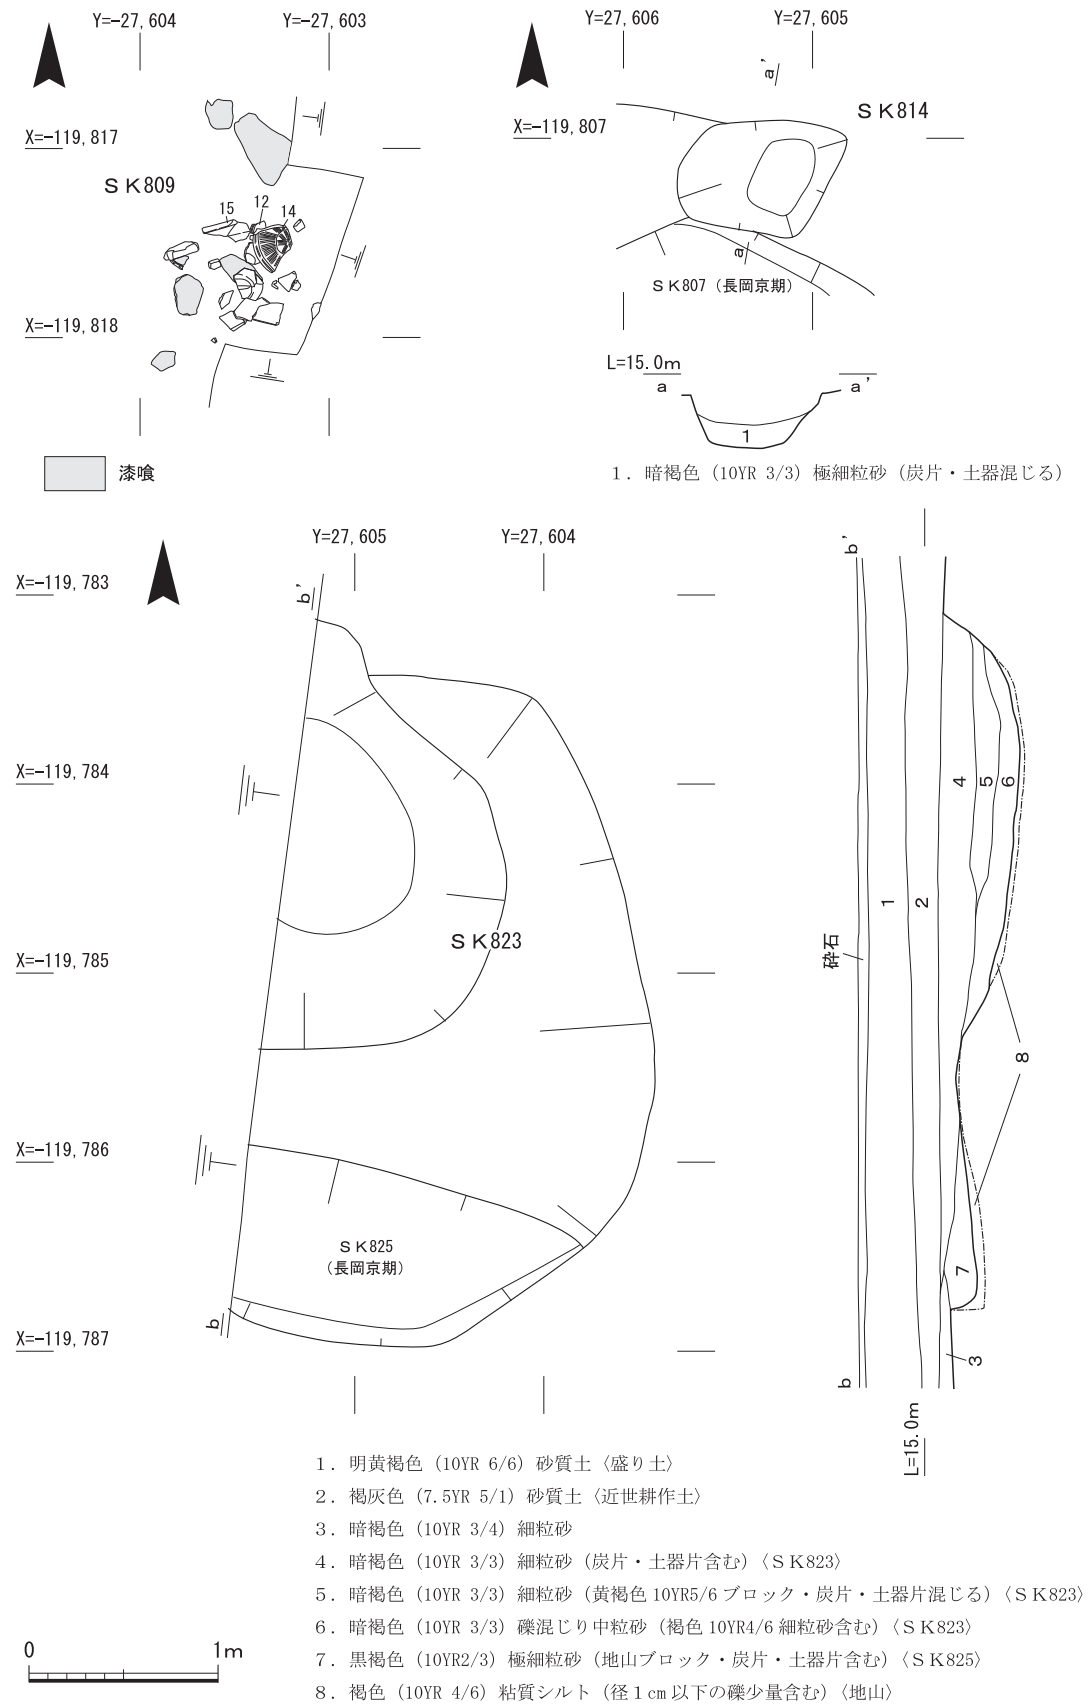 Y=-27,604
Y=-27,603
X=-119,817
ＳＫ809
15
12
14
X=-119,818
漆喰
Y=27,606
Y=27,605
a'
ＳＫ814
X=-119,807
a
ＳＫ807（長岡京期）
L=15.0m
a
a'
1
１．暗褐色（10YR 3/3）極細粒砂（炭片・土器混じる）
Y=27,605
Y=27,604
b'
X=-119,783
X=-119,784
ＳＫ823
X=-119,785
X=-119,786
ＳＫ825
（長岡京期）
b
X=-119,787
b'
4
5
6
1
2
砕石
8
7
3
b
L=15.0m
１．明黄褐色（10YR 6/6）砂質土〈盛り土〉
２．褐灰色（7.5YR 5/1）砂質土〈近世耕作土〉
３．暗褐色（10YR 3/4）細粒砂
４．暗褐色（10YR 3/3）細粒砂（炭片・土器片含む）〈ＳＫ823〉
５．暗褐色（10YR 3/3）細粒砂（黄褐色 10YR5/6 ブロック・炭片・土器片混じる）〈ＳＫ823〉
６．暗褐色（10YR 3/3）礫混じり中粒砂（褐色 10YR4/6 細粒砂含む）〈ＳＫ823〉
７．黒褐色（10YR2/3）極細粒砂（地山ブロック・炭片・土器片含む）〈ＳＫ825〉
８．褐色（10YR 4/6）粘質シルト（径１cm 以下の礫少量含む）〈地山〉
0
1m